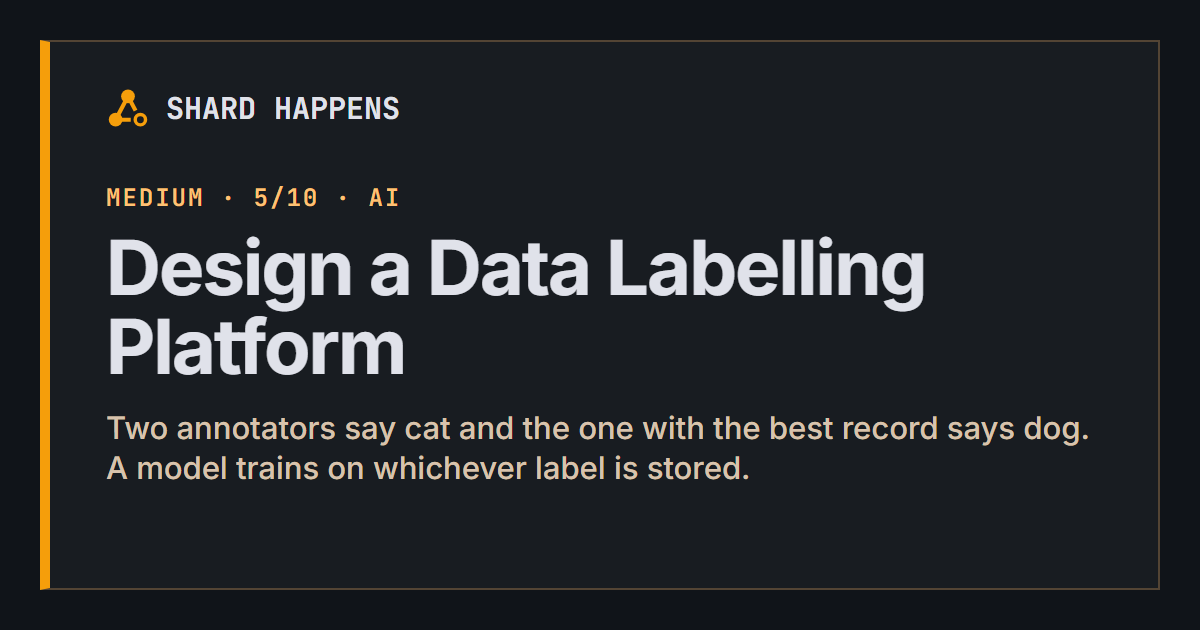 SHARD HAPPENS
MEDIUM · 5/10 · AI
Design a Data Labelling
Platform
Two annotators say cat and the one with the best record says dog.
A model trains on whichever label is stored.